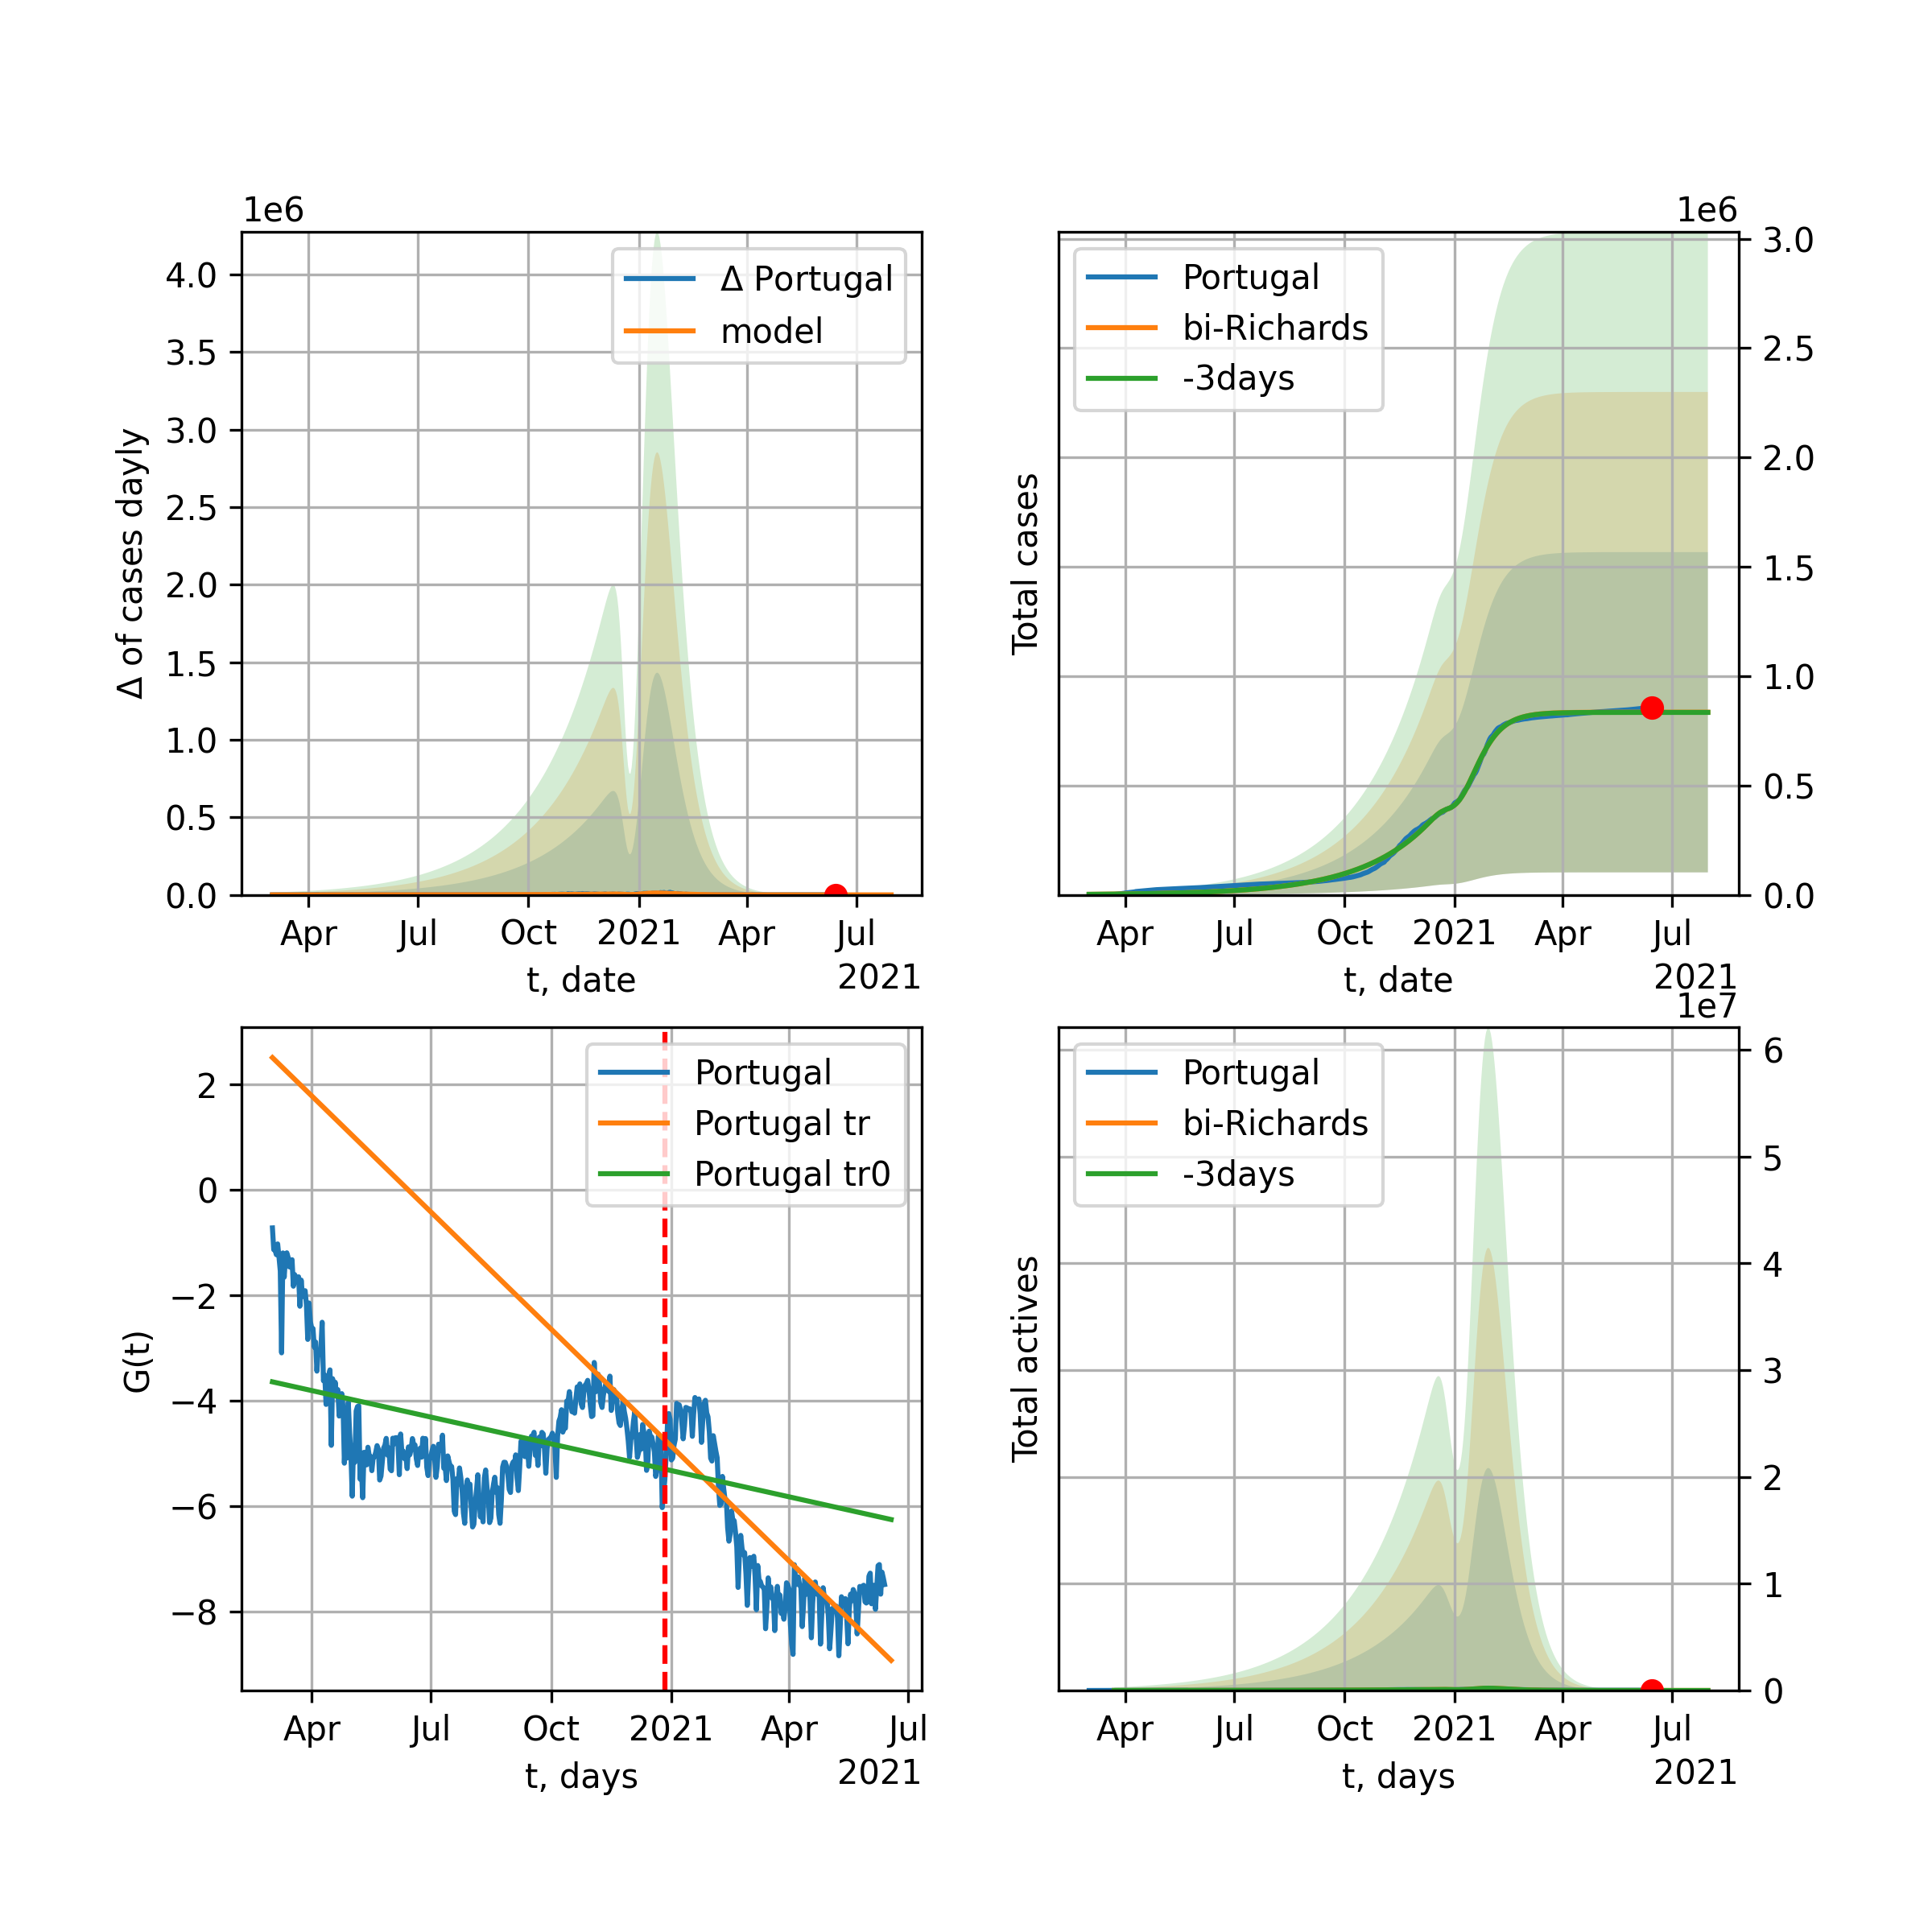 1e6
4.0
3.5
3.0
2.5
2.0
1.5
1.0
0.5
0.0
Δ of cases dayly
Δ Portugal
model
Apr Jul Oct 2021 Apr Jul
t, date
2021
1e6
3.0
2.5
2.0
1.5
1.0
0.5
0.0
Total cases
Portugal
bi-Richards
-3days
Apr Jul Oct 2021 Apr Jul
t, date
2021
2
0
−2
−4
−6
−8
G(t)
Portugal
Portugal tr
Portugal tr0
Apr Jul Oct 2021 Apr Jul
t, days
2021
1e7
6
5
4
3
2
1
0
Total actives
Portugal
bi-Richards
-3days
Apr Jul Oct 2021 Apr Jul
t, days
2021